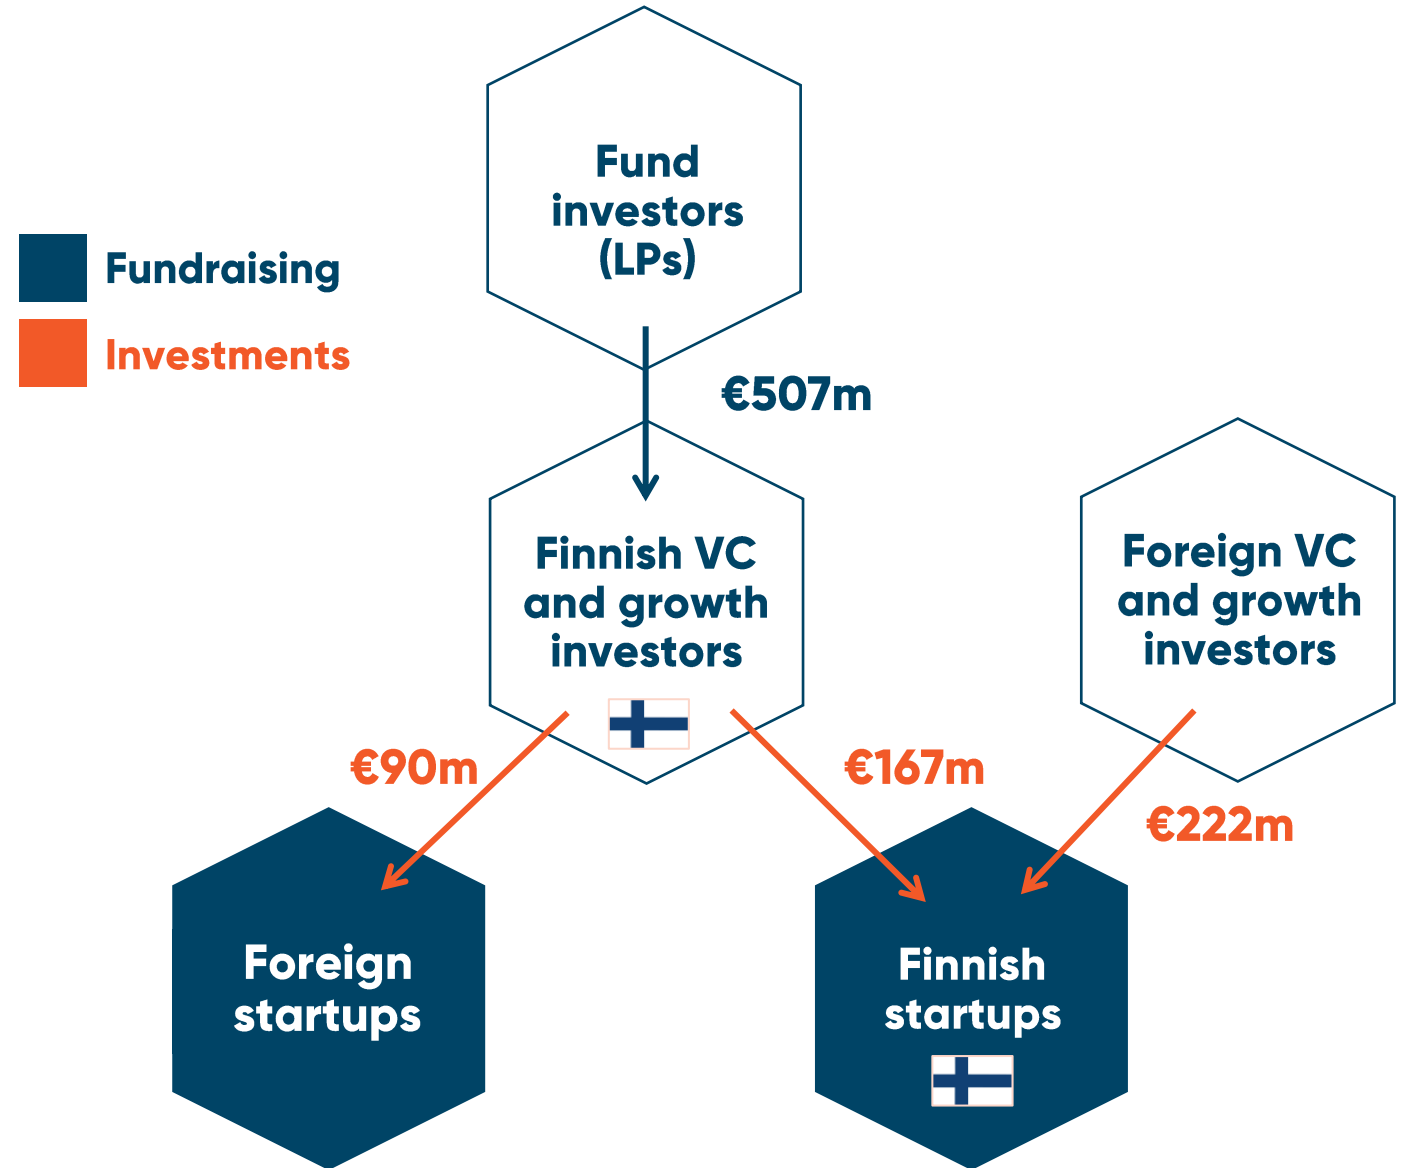 Fund
investors
(LPs)
Fundraising
Investments
€507m
Finnish VC
and growth
investors
Foreign VC
and growth
investors
€90m
€167m
€222m
Foreign
startups
Finnish
startups